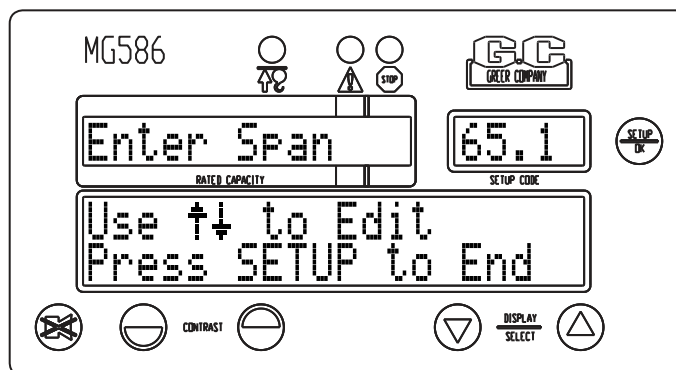 MG586
G.C
GREER COMPANY
STOP
Enter Span
65.1
SETUP
OK
RATED CAPACITY
SETUP CODE
Use ↑↓ to Edit
Press SETUP to End
CONTRAST
DISPLAY
SELECT